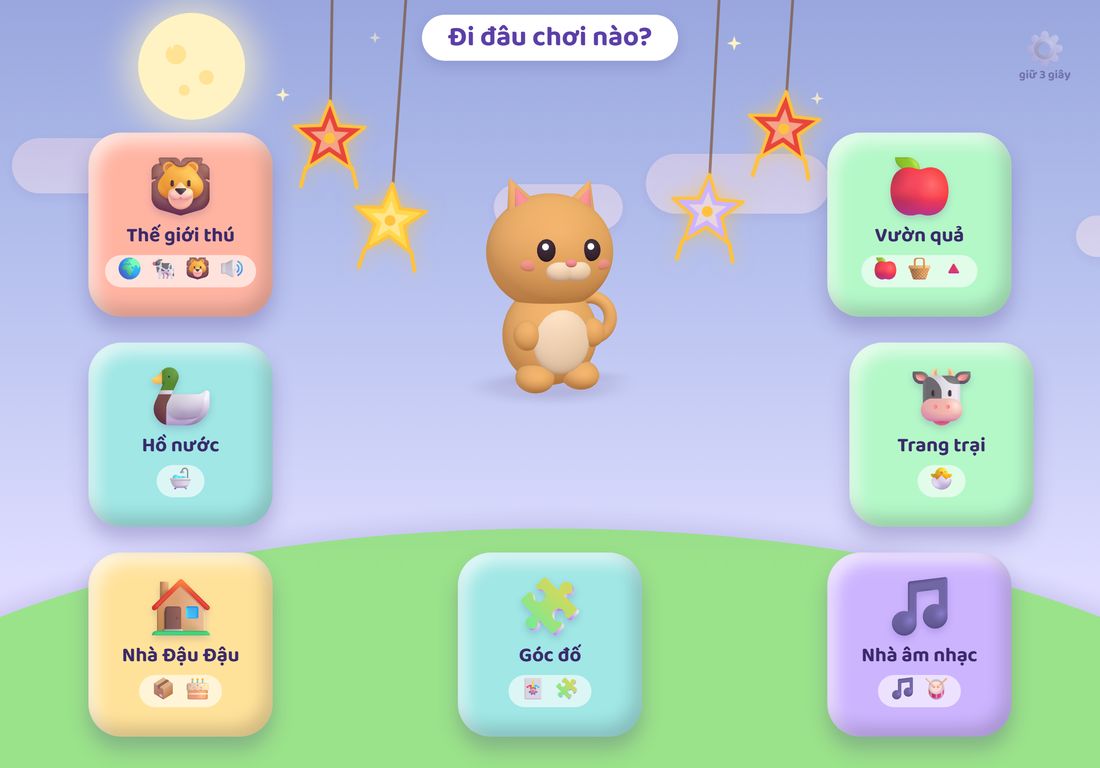 Đi đâu chơi nào?
giữ 3 giây
Thế giới thú
Vườn quả
Hồ nước
Trang trại
Nhà Đậu Đậu
Góc đố
Nhà âm nhạc